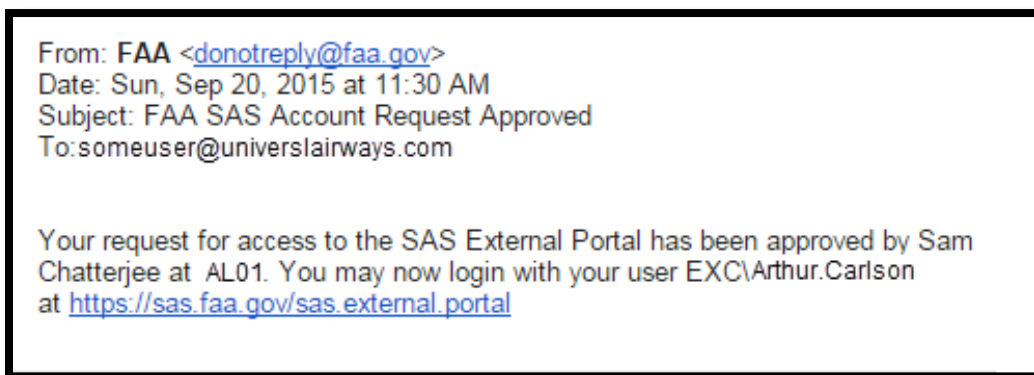 From: FAA <donotreply@faa.gov>
Date: Sun, Sep 20, 2015 at 11:30 AM
Subject: FAA SAS Account Request Approved
To:someuser@universlairways.com
Your request for access to the SAS External Portal has been approved by Sam
Chatterjee at AL01. You may now login with your user EXC\Arthur.Carlson
at https://sas.faa.gov/sas.external.portal